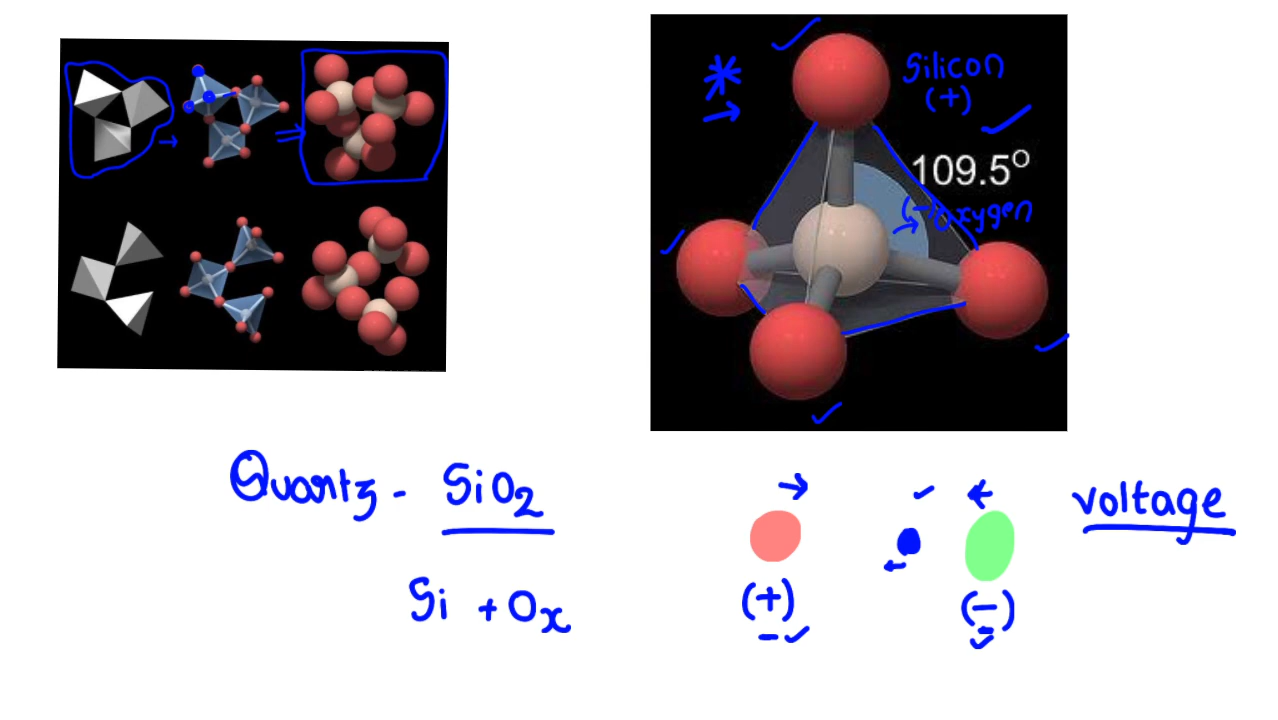 Silicon
(+)
109.5°
(-) oxygen
Quartz - SiO2
Si + Ox
voltage
(+)
(-)